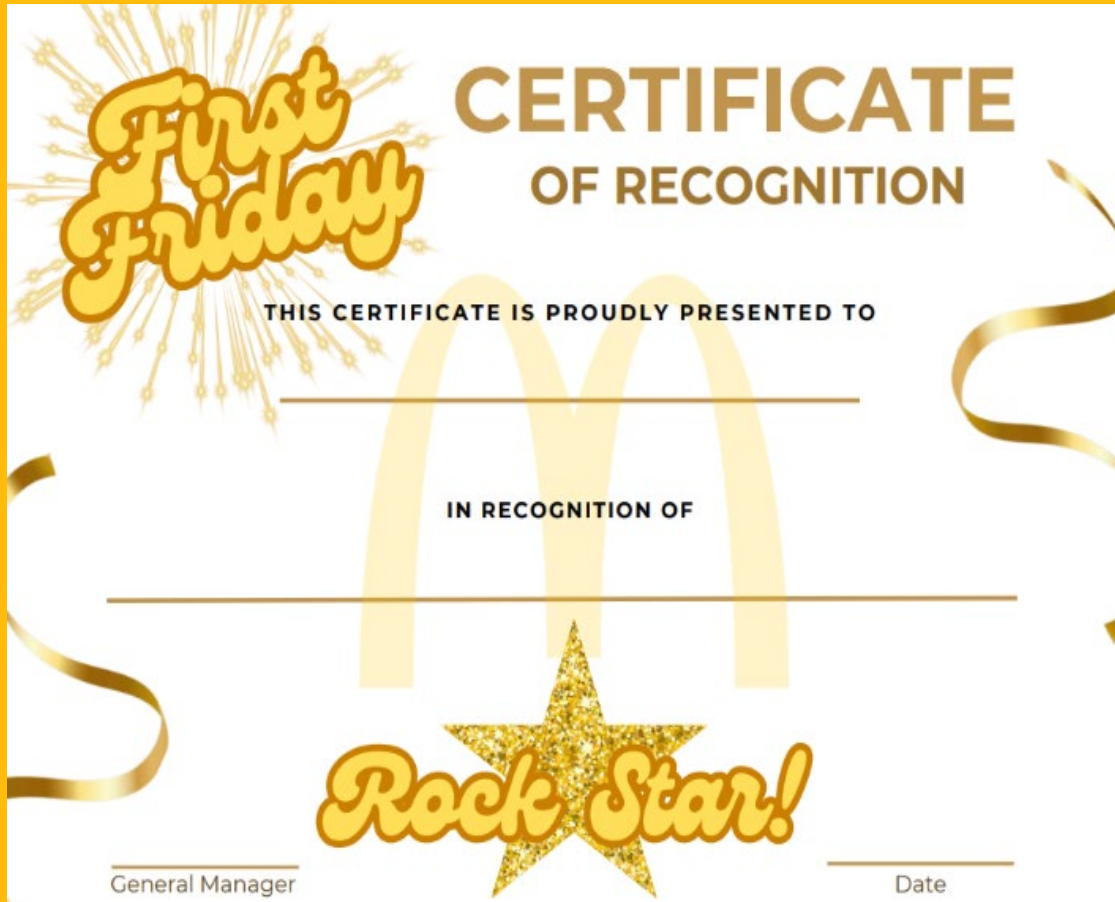 First
Friday
CERTIFICATE
OF RECOGNITION
THIS CERTIFICATE IS PROUDLY PRESENTED TO
IN RECOGNITION OF
Rock Star!
General Manager
Date